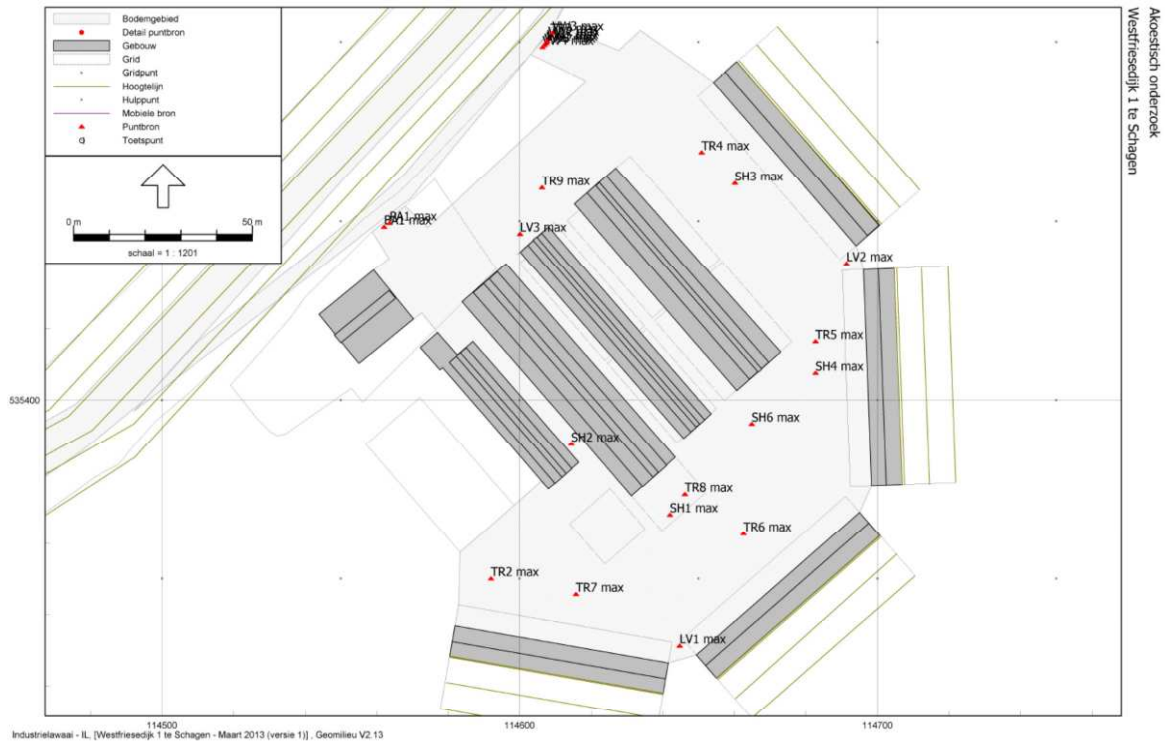 Bodemgebied
Detail puntbron
Gebouw
Grid
Gridpunt
Hoogtelijn
Hulppunt
Mobiele bron
Puntbron
Toetspunt
0 m
50 m
schaal = 1 : 1201
Akoestisch onderzoek
Westfriesedijk 1 te Schagen
TR4 max
SH3 max
TR9 max
PA1 max
LV3 max
LV2 max
TR5 max
SH4 max
535400
SH6 max
SH2 max
TR8 max
SH1 max
TR6 max
TR2 max
TR7 max
LV1 max
114500
114600
114700
Industrielawaai - IL, [Westfriesedijk 1 te Schagen - Maart 2013 (versie 1)] , Geomilieu V2.13